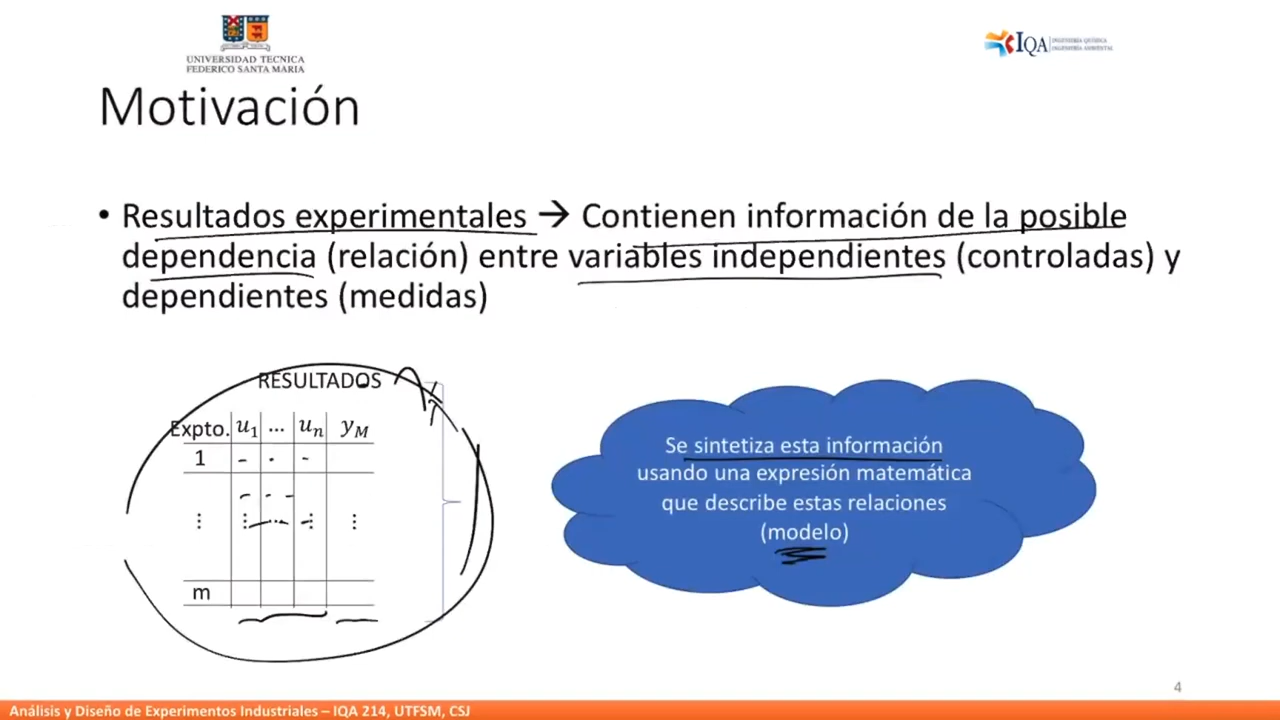 UNIVERSIDAD TECNICA
FEDERICO SANTA MARIA
IQA
INGENIERÍA QUÍMICA
INGENIERÍA AMBIENTAL
Motivación
• Resultados experimentales → Contienen información de la posible
dependencia (relación) entre variables independientes (controladas) y
dependientes (medidas)
RESULTADOS
Expto. u₁ ... uₙ y_M
1
⋮ ⋮ ... ⋮ ⋮
m
Se sintetiza esta información
usando una expresión matemática
que describe estas relaciones
(modelo)
4
Análisis y Diseño de Experimentos Industriales – IQA 214, UTFSM, CSJ